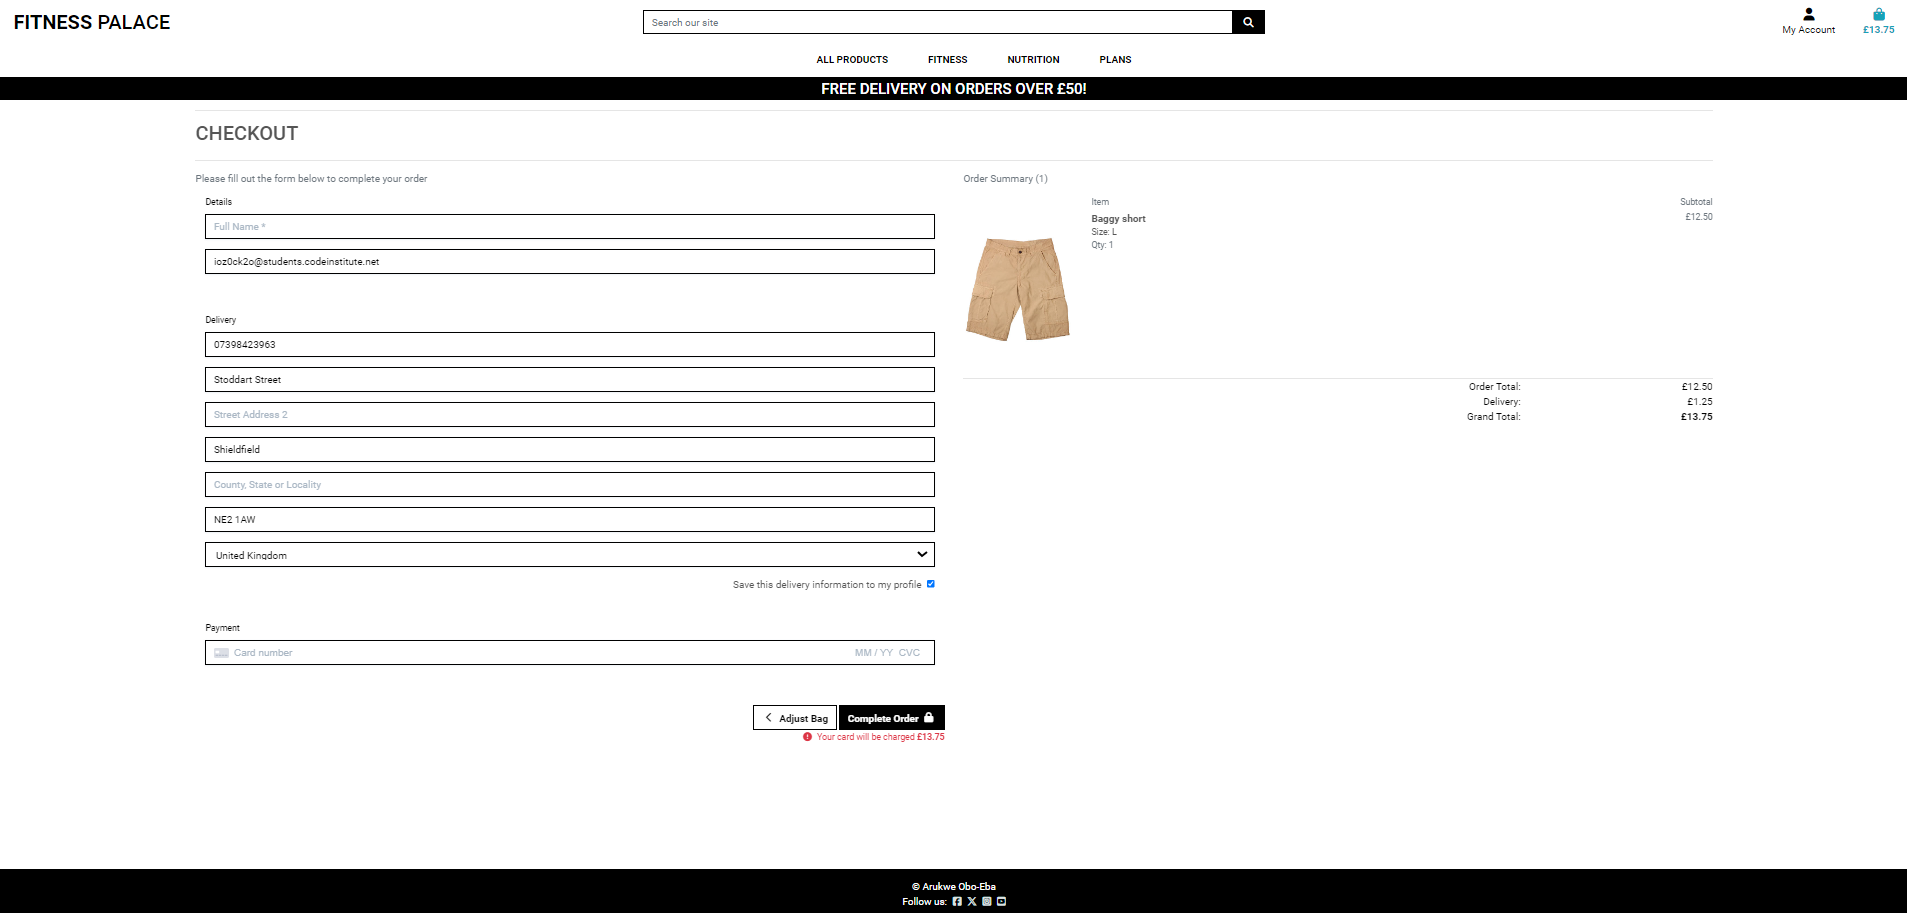 FITNESS PALACE
Search our site
My Account
£13.75
ALL PRODUCTS
FITNESS
NUTRITION
PLANS
FREE DELIVERY ON ORDERS OVER £50!
CHECKOUT
Please fill out the form below to complete your order
Details
Full Name *
ioz0ck2o@students.codeinstitute.net
Delivery
07398423963
Stoddart Street
Street Address 2
Shieldfield
County, State or Locality
NE2 1AW
United Kingdom
Save this delivery information to my profile
Payment
Card number MM / YY CVC
Adjust Bag
Complete Order
Your card will be charged £13.75
Order Summary (1)
Item Subtotal
Baggy short £12.50
Size: L
Qty: 1
Order Total: £12.50
Delivery: £1.25
Grand Total: £13.75
© Arukwe Obo-Eba
Follow us: